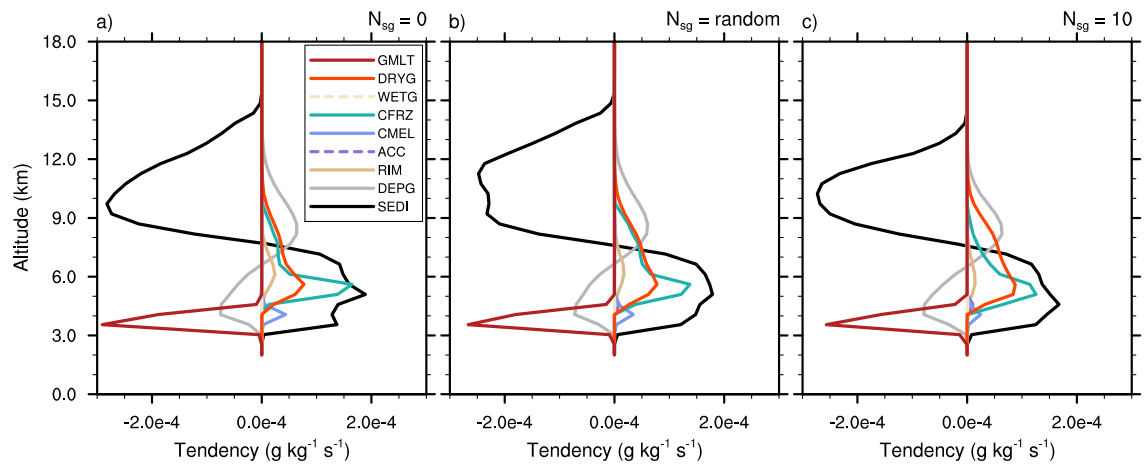 a) N_sg = 0 b) N_sg = random c) N_sg = 10
18.0
15.0
12.0
9.0
6.0
3.0
0.0
Altitude (km)
GMLT
DRYG
WETG
CFRZ
CMEL
ACC
RIM
DEPG
SEDI
-2.0e-4 0.0e-4 2.0e-4 -2.0e-4 0.0e-4 2.0e-4 -2.0e-4 0.0e-4 2.0e-4
Tendency (g kg⁻¹ s⁻¹) Tendency (g kg⁻¹ s⁻¹) Tendency (g kg⁻¹ s⁻¹)